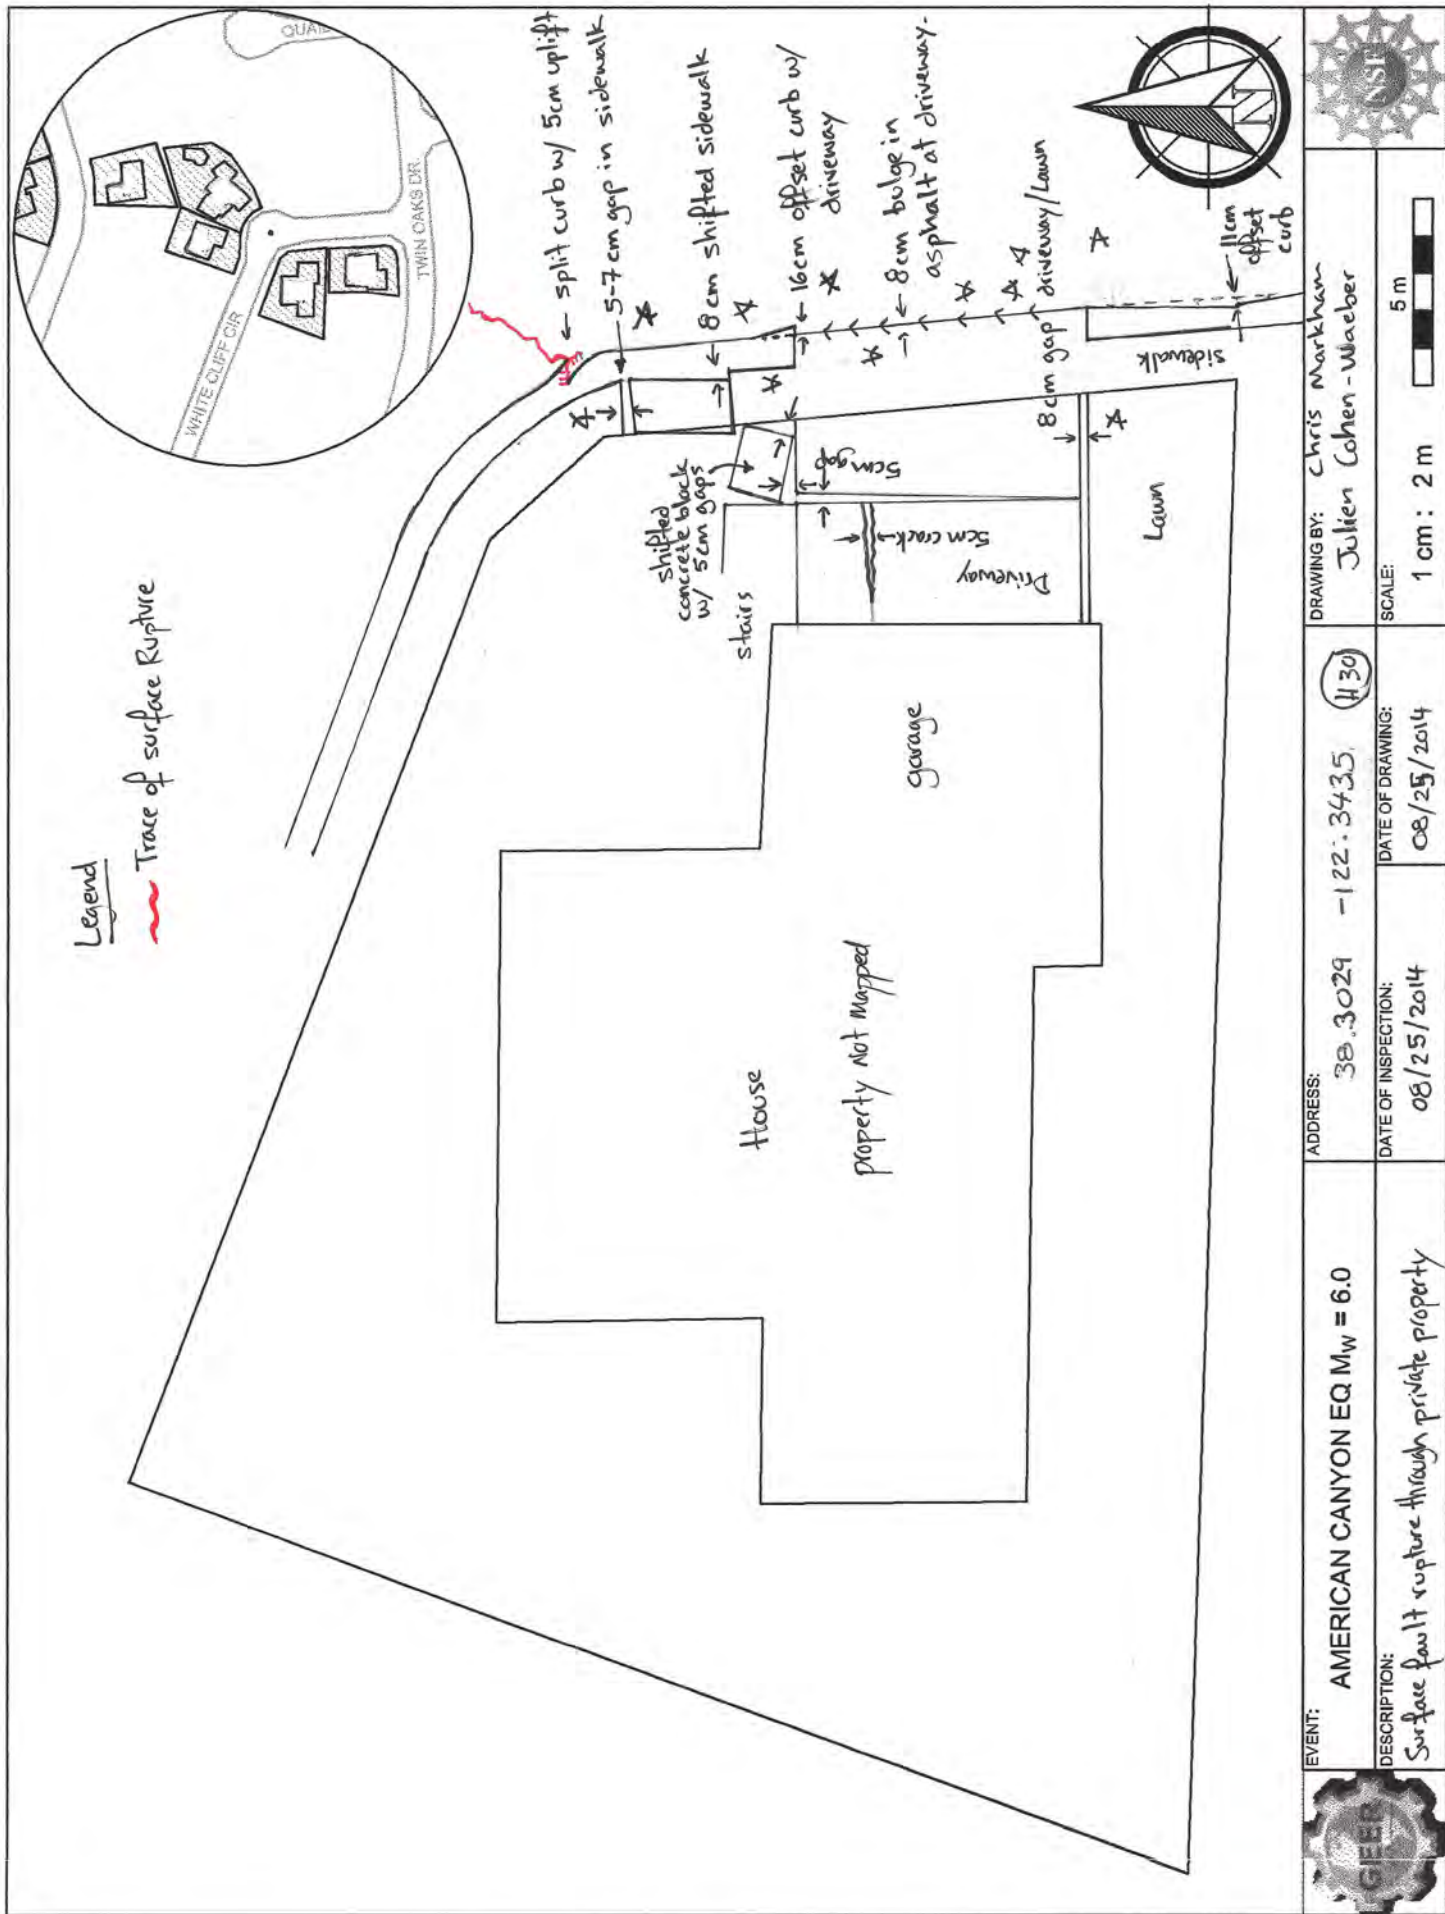 Legend
Trace of surface Rupture
QUAIL
WHITE CLIFF CIR
TWIN OAKS DR.
split curb w/ 5cm uplift
5-7 cm gap in sidewalk
8 cm shifted sidewalk
16cm offset curb w/
driveway
8cm bulge in
asphalt at driveway.
8 cm gap driveway/Lawn
11cm
offset
curb
sidewalk
shifted
concrete block
w/ 5cm gaps
stairs
5cm gap
5cm crack
Driveway
Lawn
garage
House
property Not Mapped
N
GEER
EVENT:
AMERICAN CANYON EQ MW = 6.0
DESCRIPTION:
Surface fault rupture through private property
ADDRESS:
38.3029 -122.3435 #30
DATE OF INSPECTION:
08/25/2014
DATE OF DRAWING:
08/25/2014
DRAWING BY: Chris Markham
Julien Cohen-Waeber
SCALE:
1 cm : 2 m
5 m
NSF